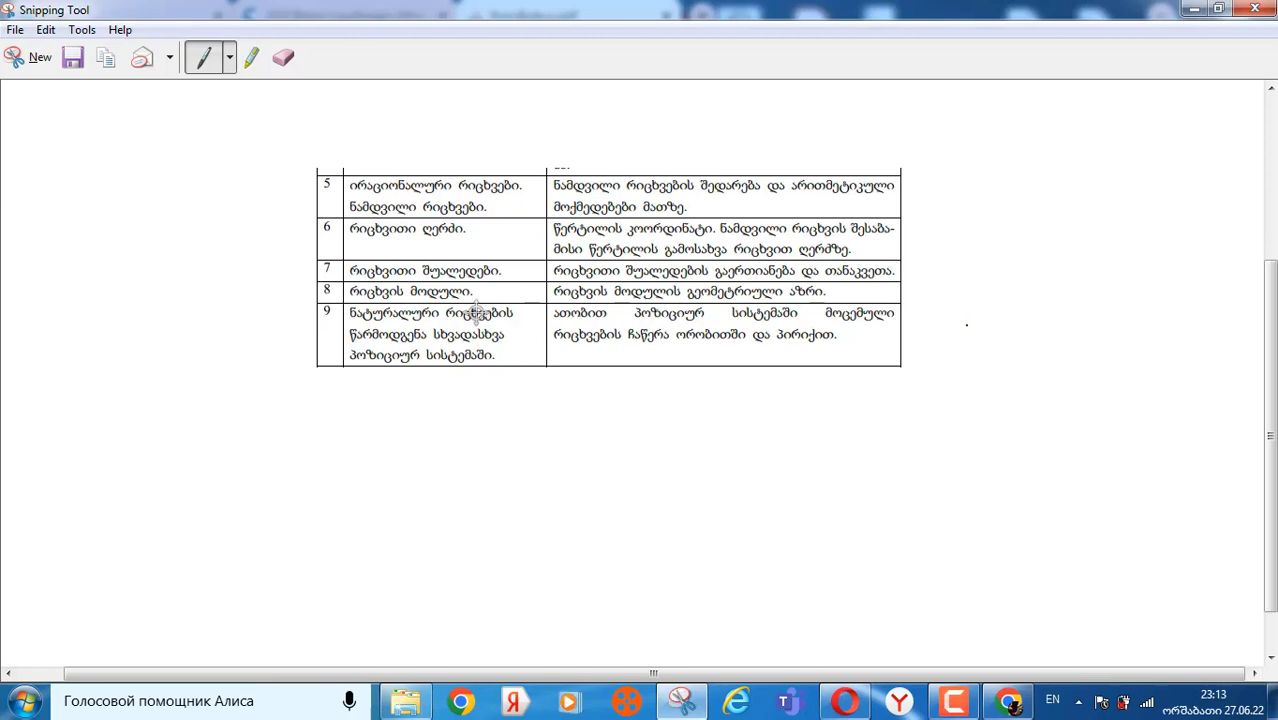 Snipping Tool
File Edit Tools Help
New
5 ირაციონალური რიცხვები. ნამდვილი რიცხვების შედარება და არითმეტიკული
ნამდვილი რიცხვები. მოქმედებები მათზე.
6 რიცხვითი ღერძი. წერტილის კოორდინატი. ნამდვილი რიცხვის შესაბა-
მისი წერტილის გამოსახვა რიცხვით ღერძზე.
7 რიცხვითი შუალედები. რიცხვითი შუალედების გაერთიანება და თანაკვეთა.
8 რიცხვის მოდული. რიცხვის მოდულის გეომეტრიული აზრი.
9 ნატურალური რიცხვების ათობით პოზიციურ სისტემაში მოცემული
წარმოდგენა სხვადასხვა რიცხვების ჩაწერა ორობითში და პირიქით.
პოზიციურ სისტემაში.
Голосовой помощник Алиса
EN
23:13
ორშაბათი 27.06.22